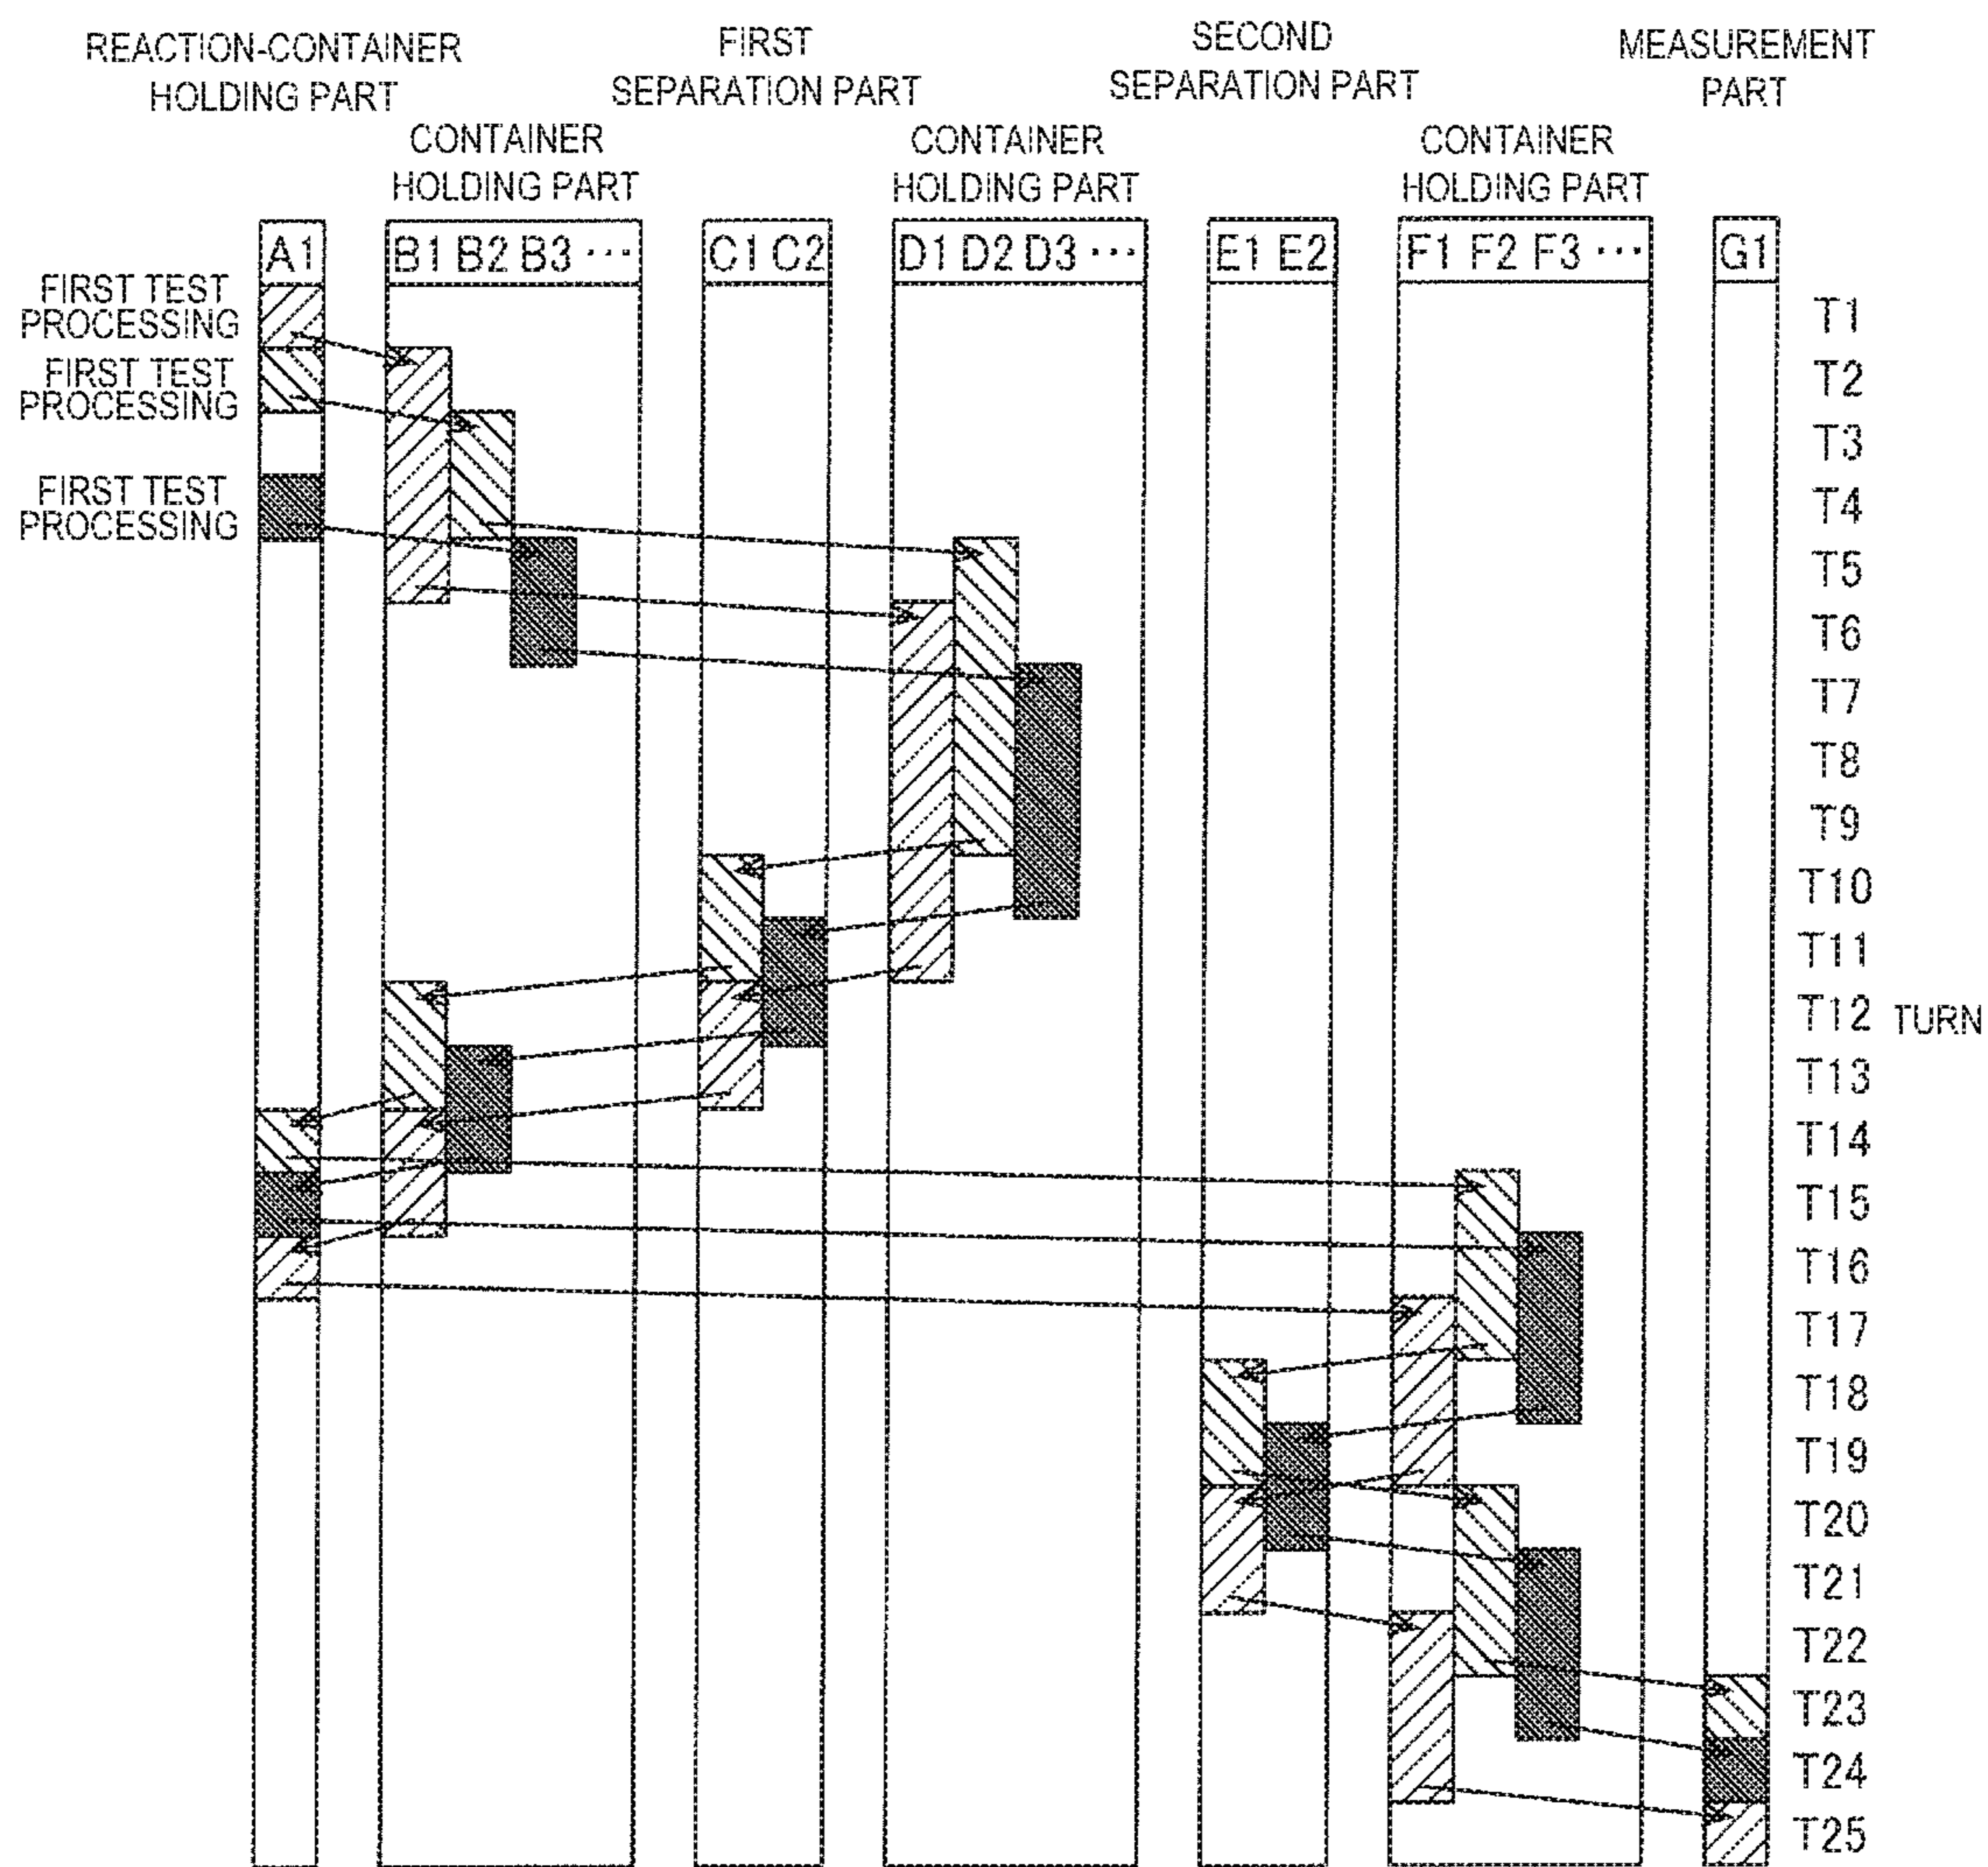 REACTION-CONTAINER
HOLDING PART
FIRST
SEPARATION PART
SECOND
SEPARATION PART
MEASUREMENT
PART
CONTAINER
HOLDING PART
CONTAINER
HOLDING PART
CONTAINER
HOLDING PART
A1
B1 B2 B3 ···
C1 C2
D1 D2 D3 ···
E1 E2
F1 F2 F3 ···
G1
FIRST TEST
PROCESSING
FIRST TEST
PROCESSING
FIRST TEST
PROCESSING
T1
T2
T3
T4
T5
T6
T7
T8
T9
T10
T11
T12 TURN
T13
T14
T15
T16
T17
T18
T19
T20
T21
T22
T23
T24
T25